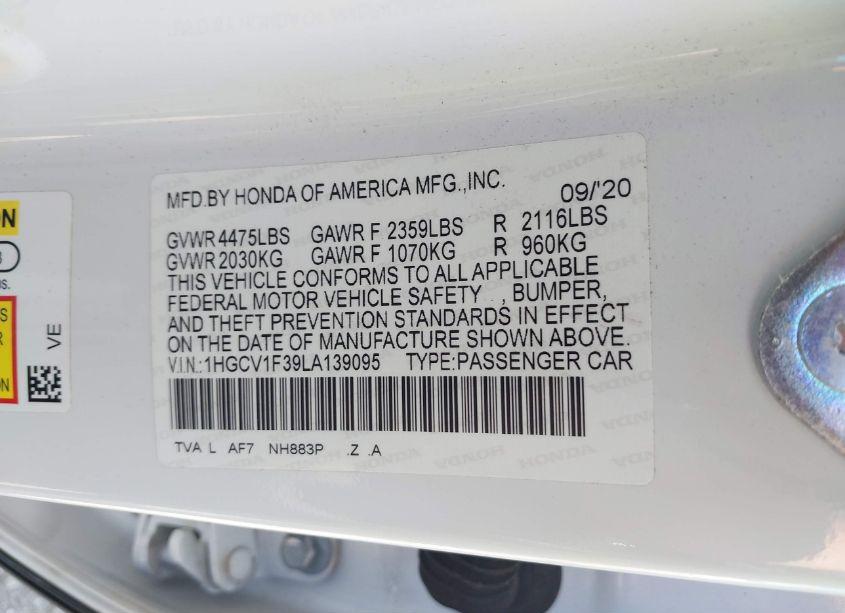 MFD.BY HONDA OF AMERICA MFG.,INC. 09/'20
GVWR 4475LBS GAWR F 2359LBS R 2116LBS
GVWR 2030KG GAWR F 1070KG R 960KG
THIS VEHICLE CONFORMS TO ALL APPLICABLE
FEDERAL MOTOR VEHICLE SAFETY , BUMPER,
AND THEFT PREVENTION STANDARDS IN EFFECT
ON THE DATE OF MANUFACTURE SHOWN ABOVE.
V.I.N.:1HGCV1F39LA139095 TYPE:PASSENGER CAR
TVA L AF7 NH883P .Z .A
VE
HONDA